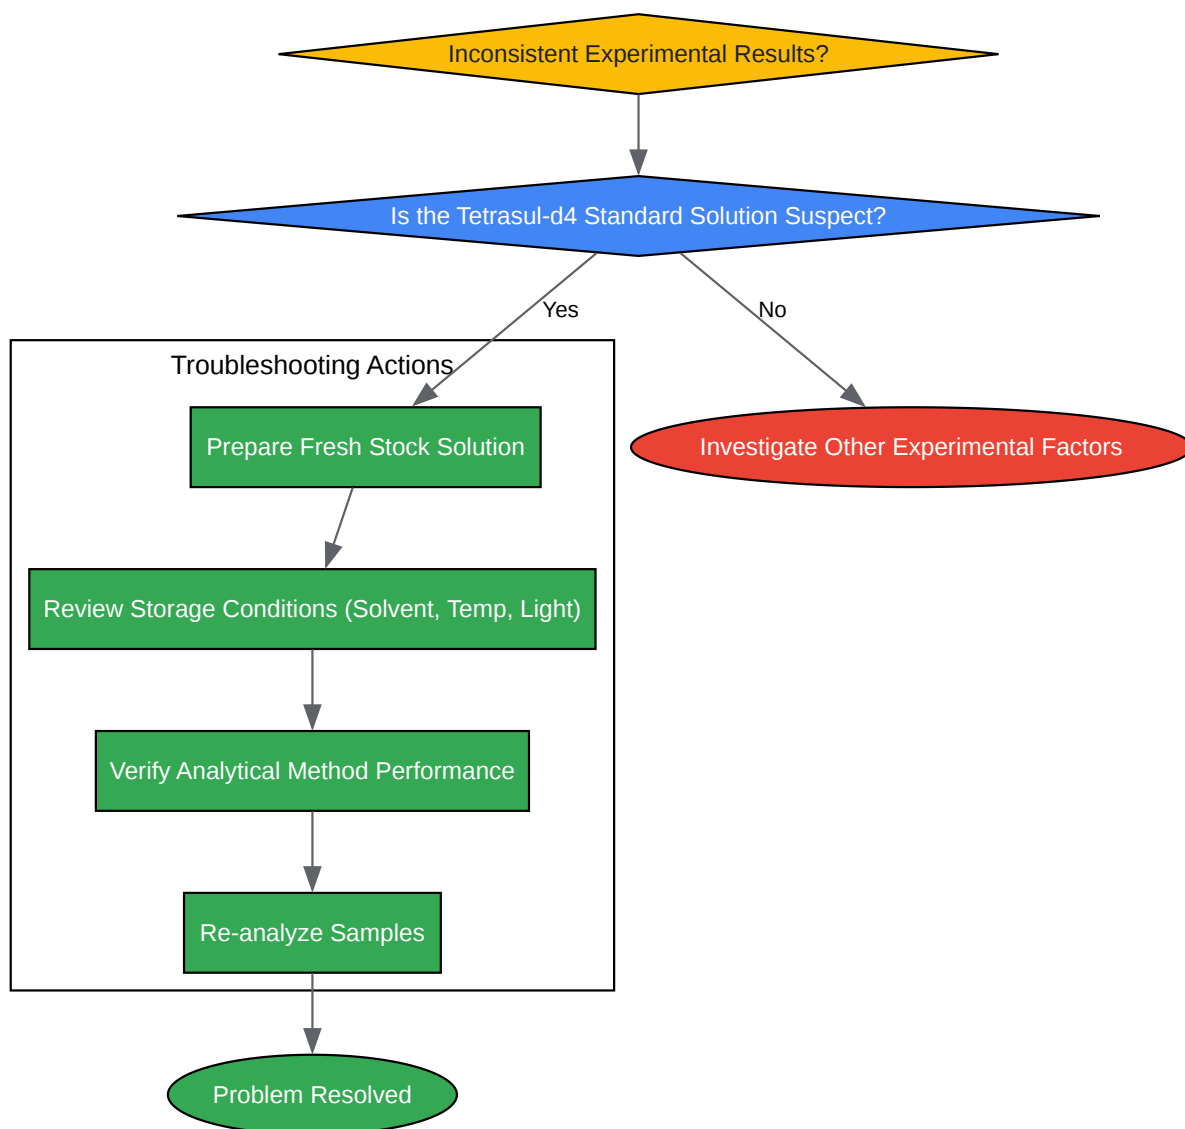 Inconsistent Experimental Results?
Is the Tetrasul-d4 Standard Solution Suspect?
Yes
No
Troubleshooting Actions
Prepare Fresh Stock Solution
Investigate Other Experimental Factors
Review Storage Conditions (Solvent, Temp, Light)
Verify Analytical Method Performance
Re-analyze Samples
Problem Resolved